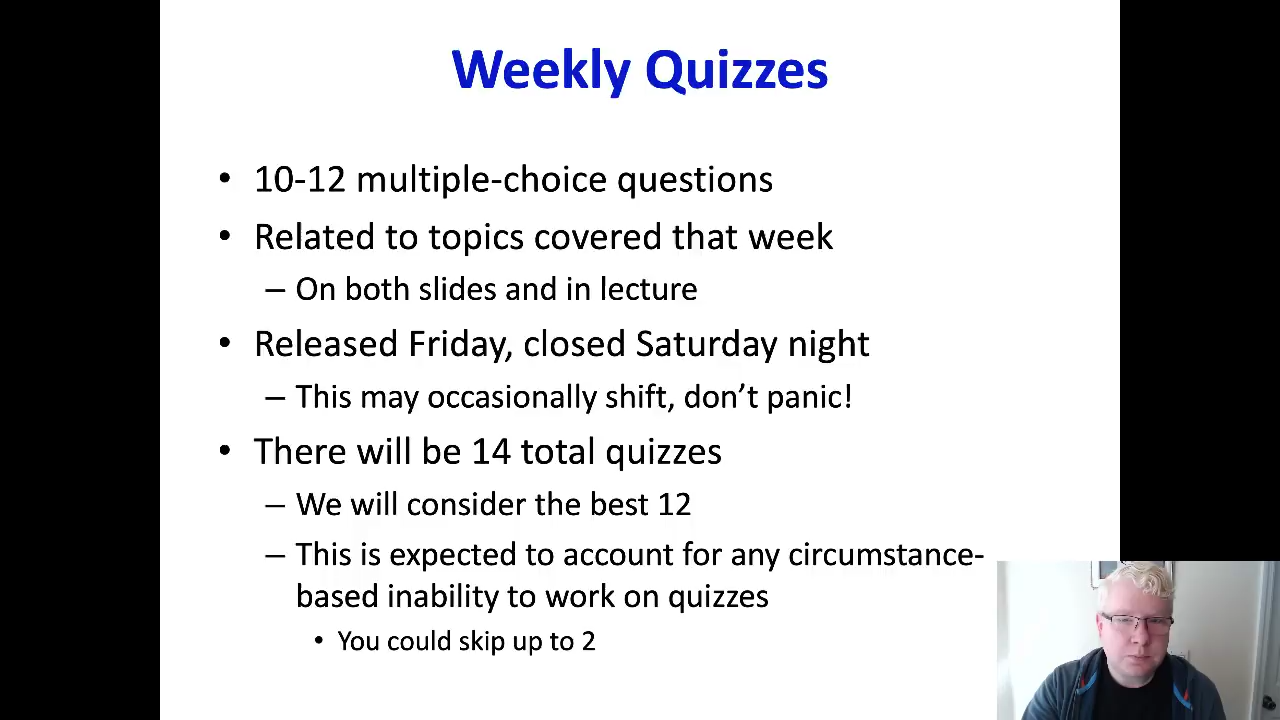 Weekly Quizzes
• 10-12 multiple-choice questions
• Related to topics covered that week
– On both slides and in lecture
• Released Friday, closed Saturday night
– This may occasionally shift, don’t panic!
• There will be 14 total quizzes
– We will consider the best 12
– This is expected to account for any circumstance-
based inability to work on quizzes
• You could skip up to 2